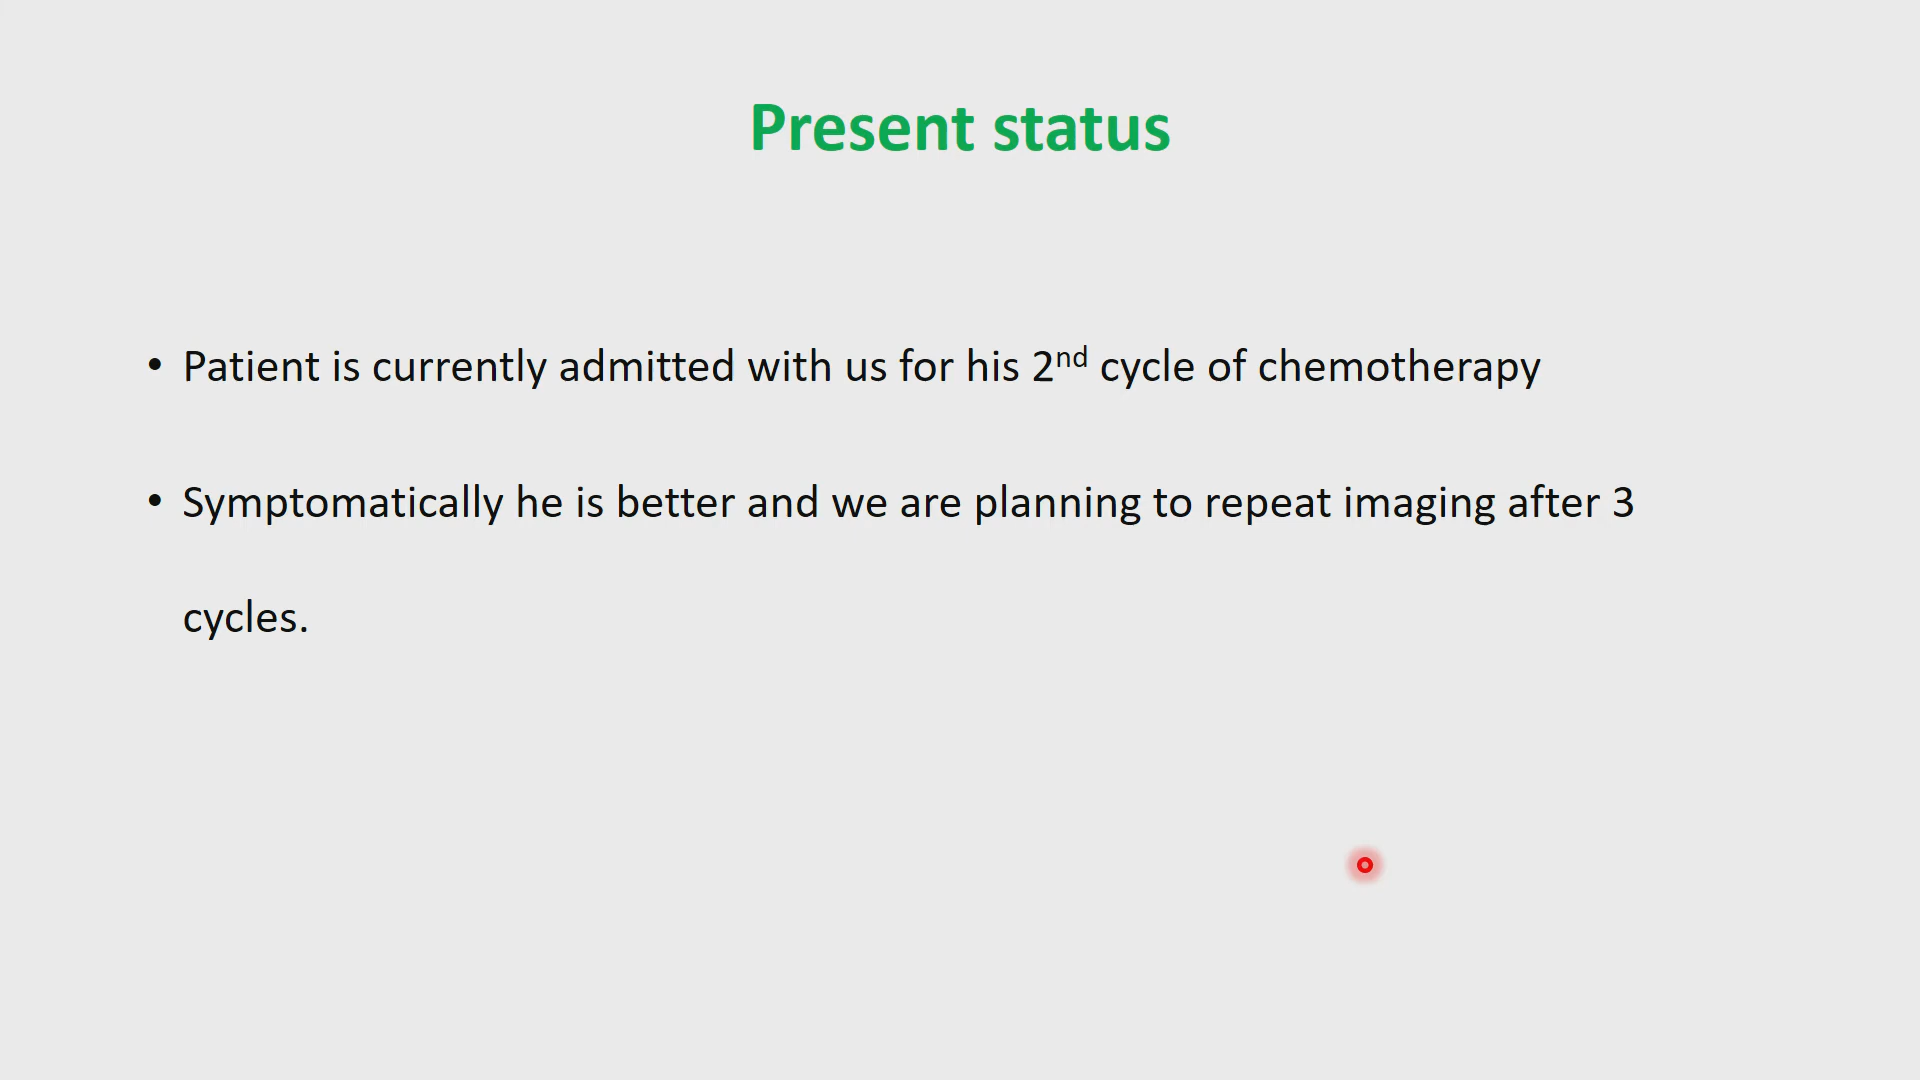 Present status
• Patient is currently admitted with us for his 2nd cycle of chemotherapy
• Symptomatically he is better and we are planning to repeat imaging after 3
cycles.